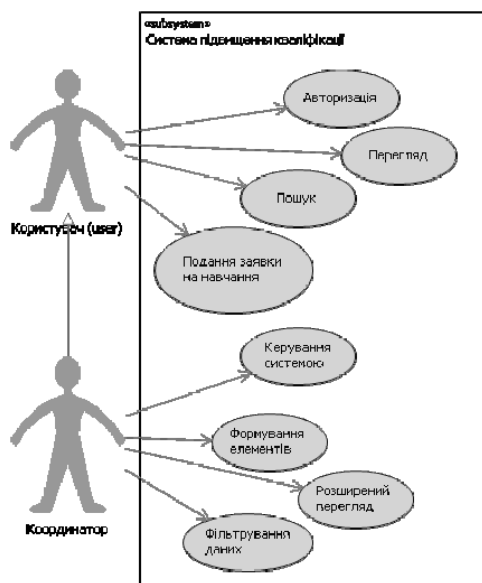 «subsystem»
Система підвищення кваліфікації
Авторизація
Перегляд
Пошук
Користувач (user)
Подання заявки
на навчання
Керування
системою
Формування
елементів
Розширений
перегляд
Координатор
Фільтрування
даних